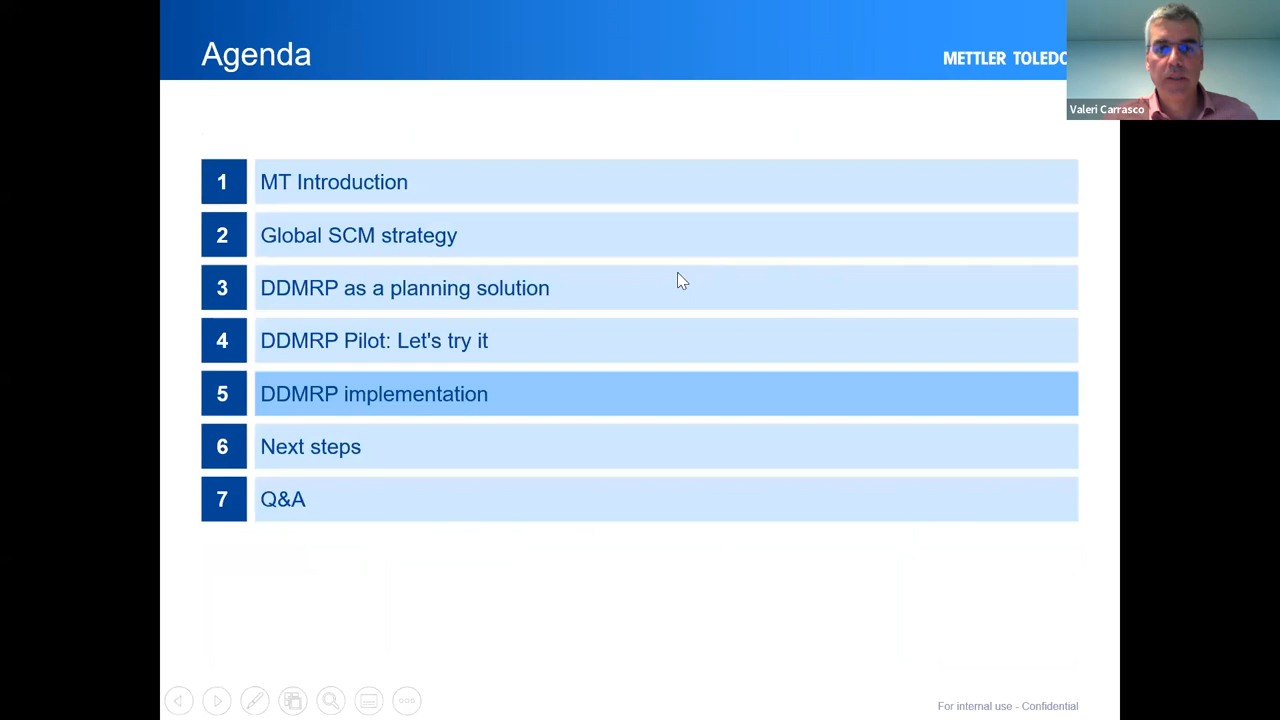 Agenda
METTLER TOLEDO
Valeri Carrasco
1 MT Introduction
2 Global SCM strategy
3 DDMRP as a planning solution
4 DDMRP Pilot: Let's try it
5 DDMRP implementation
6 Next steps
7 Q&A
For internal use - Confidential